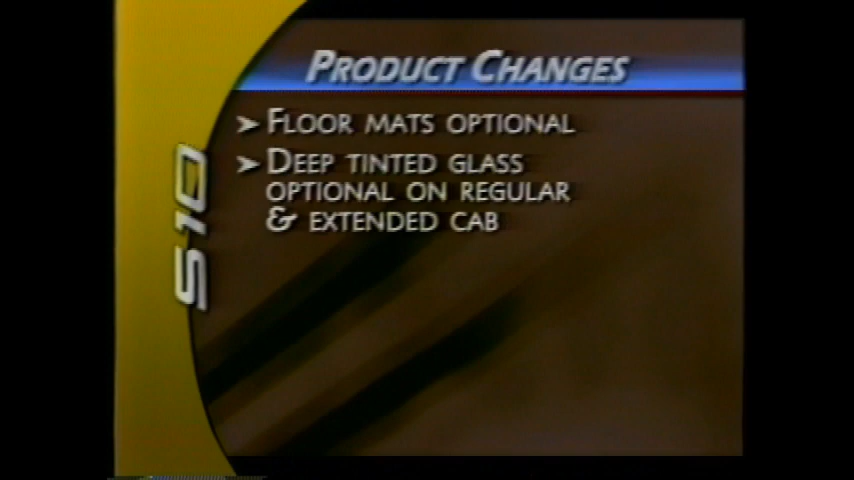 PRODUCT CHANGES
➤ FLOOR MATS OPTIONAL
➤ DEEP TINTED GLASS
OPTIONAL ON REGULAR
& EXTENDED CAB
S10